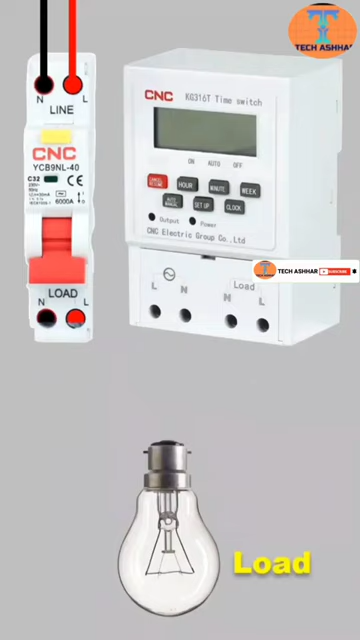 TECH ASHHAR
N L
LINE
CNC
YCB9NL-40
C32 CE
6000A
LOAD
N L
CNC KG316T Time switch
ON AUTO OFF
HOUR
MINUTE
WEEK
SET UP
CLOCK
Output Power
CNC Electric Group Co., Ltd
L N Load N L
TECH ASHHAR
Load